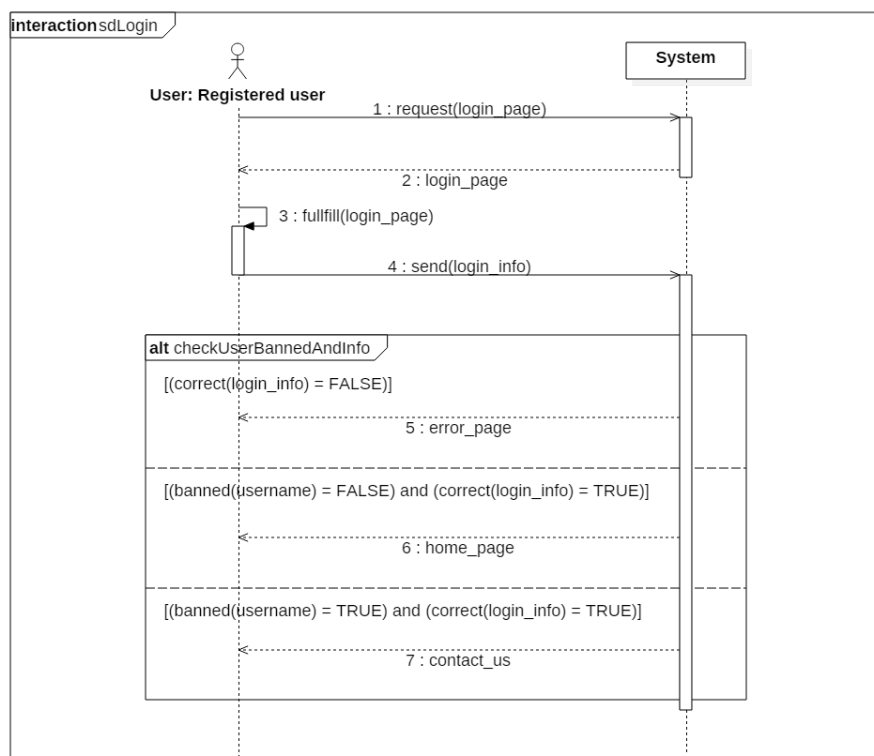 interaction sdLogin
System
User: Registered user
1 : request(login_page)
2 : login_page
3 : fullfill(login_page)
4 : send(login_info)
alt checkUserBannedAndInfo
[(correct(login_info) = FALSE)]
5 : error_page
[(banned(username) = FALSE) and (correct(login_info) = TRUE)]
6 : home_page
[(banned(username) = TRUE) and (correct(login_info) = TRUE)]
7 : contact_us